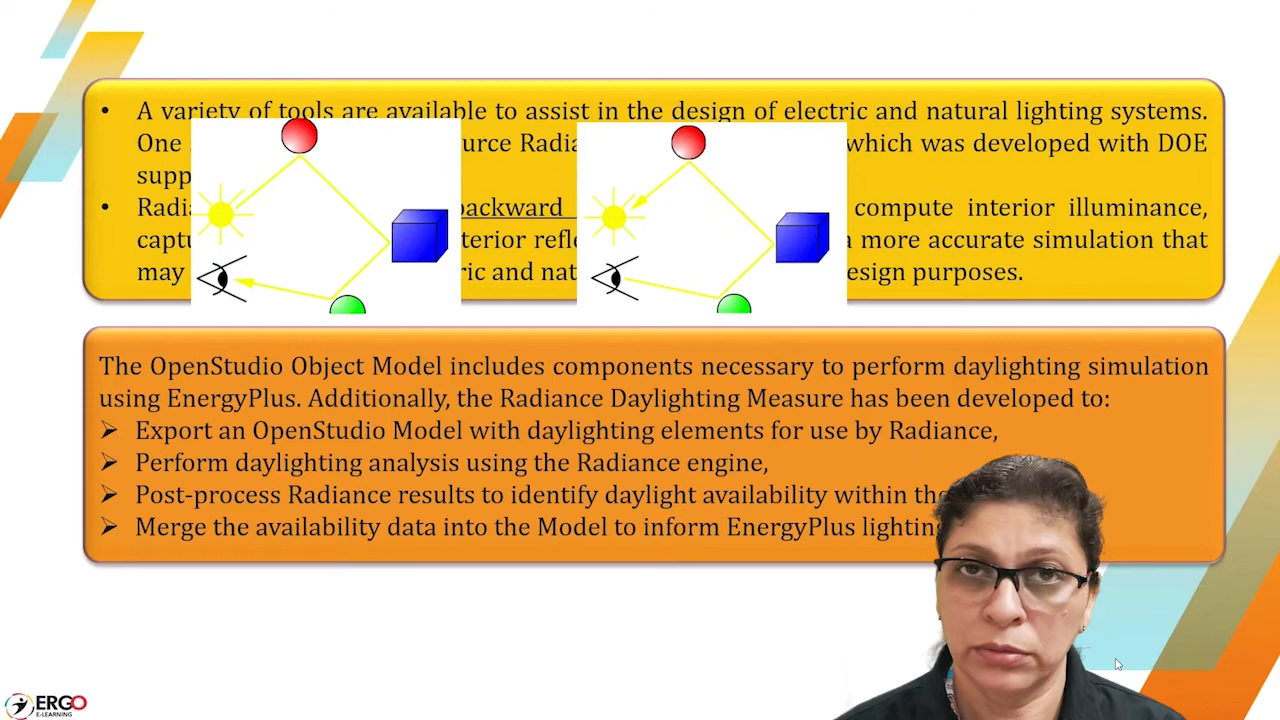 • A variety of tools are available to assist in the design of electric and natural lighting systems.
One urce Radia which was developed with DOE
supp
• Radia backward compute interior illuminance,
captu terior refle a more accurate simulation that
may ric and nat esign purposes.
The OpenStudio Object Model includes components necessary to perform daylighting simulation
using EnergyPlus. Additionally, the Radiance Daylighting Measure has been developed to:
➢ Export an OpenStudio Model with daylighting elements for use by Radiance,
➢ Perform daylighting analysis using the Radiance engine,
➢ Post-process Radiance results to identify daylight availability within the
➢ Merge the availability data into the Model to inform EnergyPlus lighting
ERGO
E-LEARNING